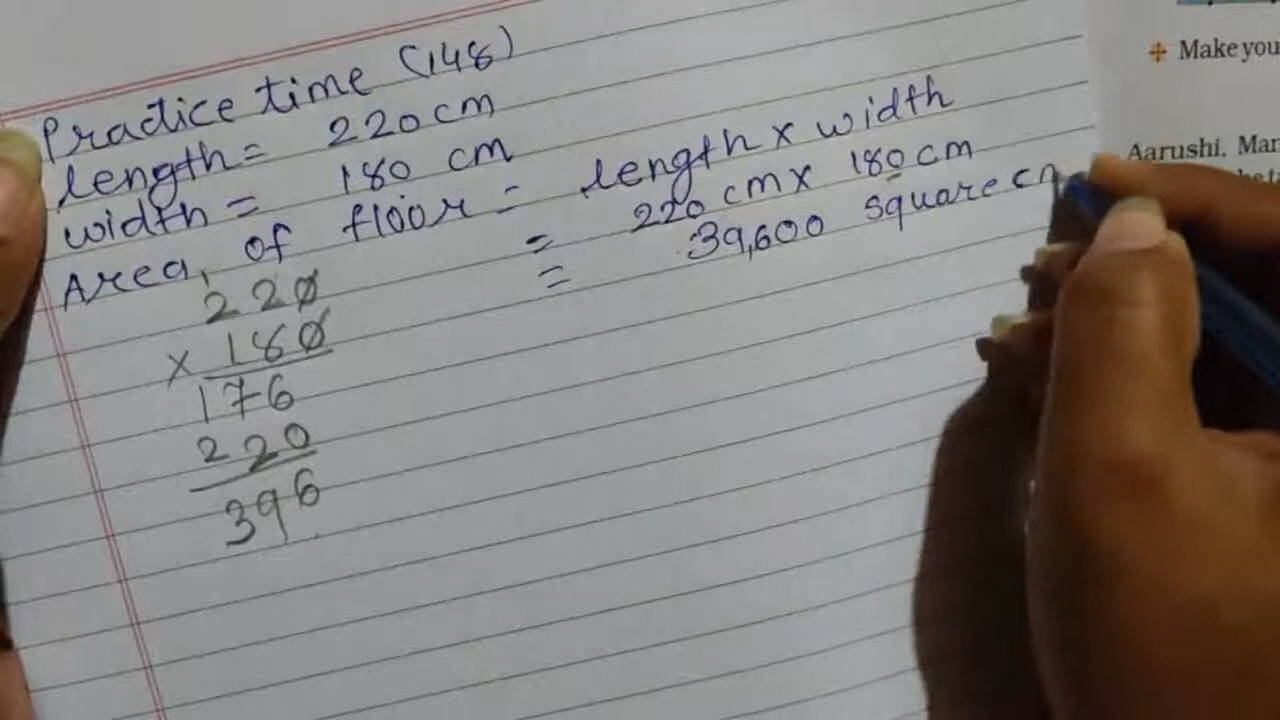 Practice time (148)
length = 220 cm
width = 180 cm
Area, of floor = length x width
= 220 cm x 180 cm
= 39,600 square cm
220
x 180
176
220
396
✣ Make you
Aarushi, Mar